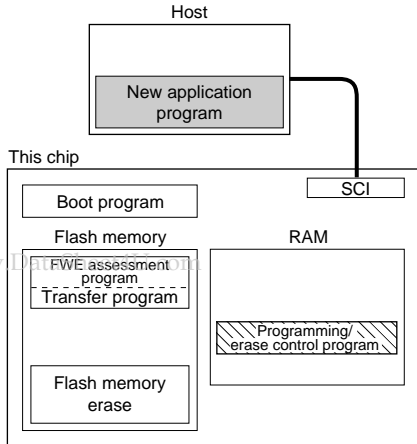 Host
New application
program
This chip
SCI
Boot program
Flash memory
RAM
FWE assessment
program
Transfer program
Programming/
erase control program
Flash memory
erase